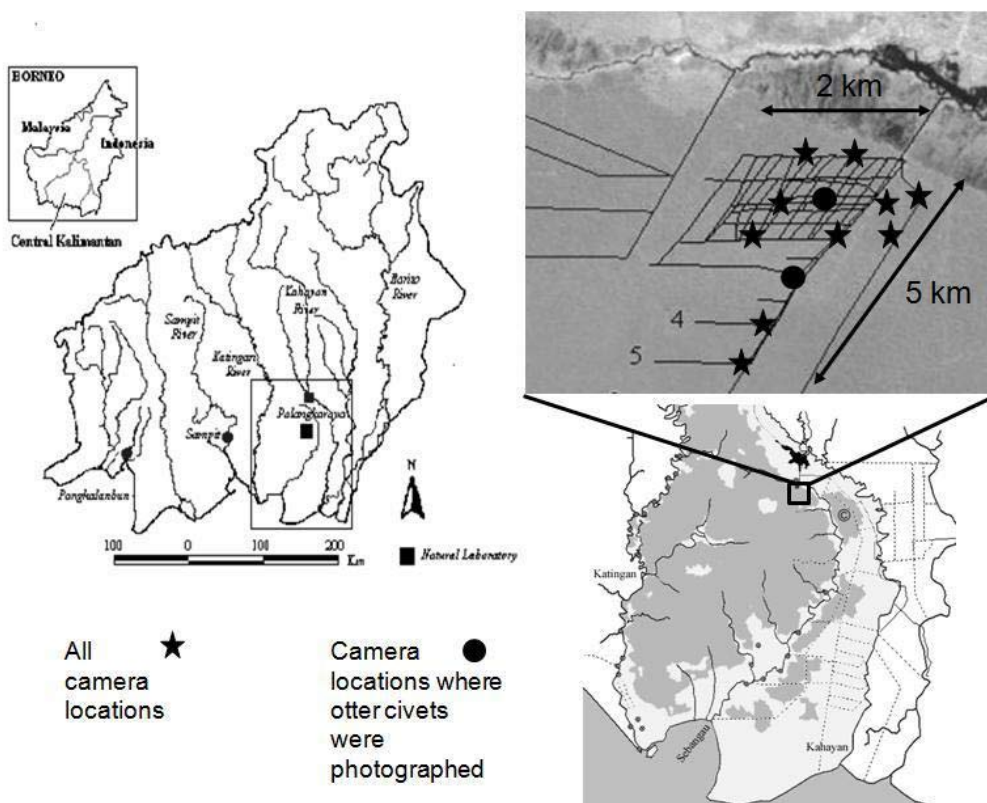 BORNEO
Malaysia
Indonesia
Central Kalimantan
Barito
River
Kahayan
River
Sampit
River
Katingan
River
Palangkaraya
Sampit
Pangkalanbun
N
100 0 100 200
Km
Natural Laboratory
2 km
5 km
4
5
Katingan
©
Sebangau
Kahayan
All
camera
locations
Camera
locations where
otter civets
were
photographed